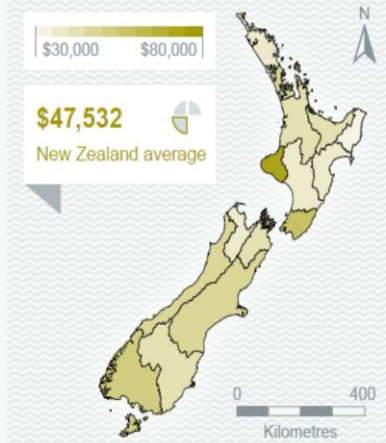 N
$30,000 $80,000
$47,532
New Zealand average
0 400
Kilometres